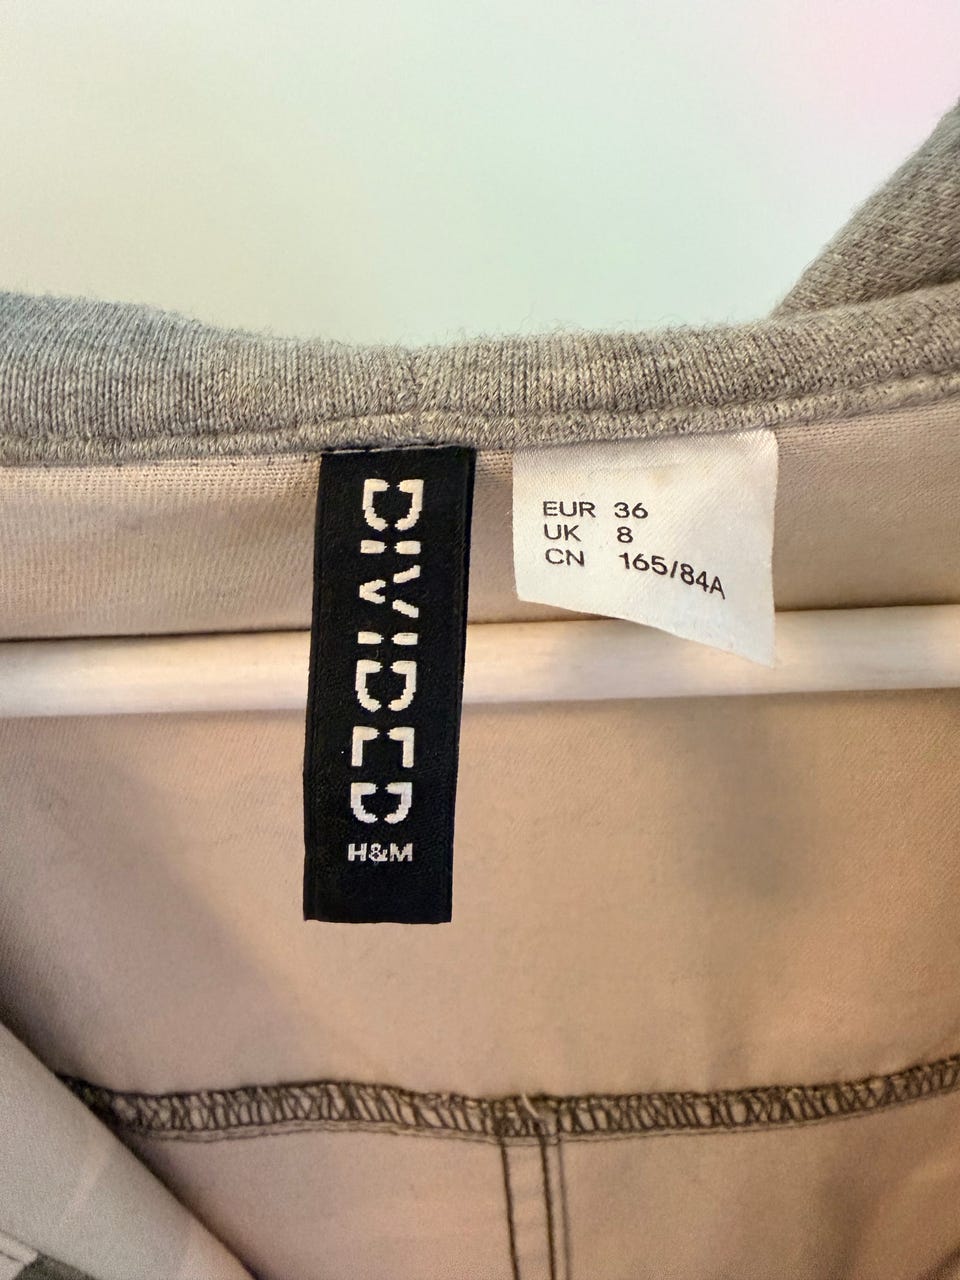 DIVIDED
H&M
EUR 36
UK 8
CN 165/84A